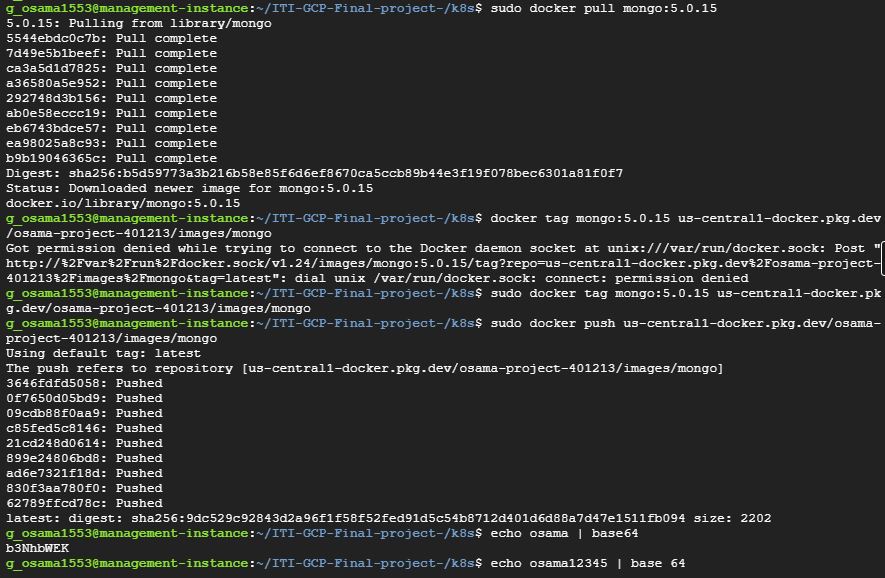 g_osama1553@management-instance:~/ITI-GCP-Final-project-/k8s$ sudo docker pull mongo:5.0.15
5.0.15: Pulling from library/mongo
5544ebdc0c7b: Pull complete
7d49e5b1beef: Pull complete
ca3a5d1d7825: Pull complete
a36580a5e952: Pull complete
292748d3b156: Pull complete
ab0e58eccc19: Pull complete
eb6743bdce57: Pull complete
ea98025a8c93: Pull complete
b9b19046365c: Pull complete
Digest: sha256:b5d59773a3b216b58e85f6d6ef8670ca5ccb89b44e3f19f078bec6301a81f0f7
Status: Downloaded newer image for mongo:5.0.15
docker.io/library/mongo:5.0.15
g_osama1553@management-instance:~/ITI-GCP-Final-project-/k8s$ docker tag mongo:5.0.15 us-central1-docker.pkg.dev
/osama-project-401213/images/mongo
Got permission denied while trying to connect to the Docker daemon socket at unix:///var/run/docker.sock: Post "
http://%2Fvar%2Frun%2Fdocker.sock/v1.24/images/mongo:5.0.15/tag?repo=us-central1-docker.pkg.dev%2Fosama-project-
401213%2Fimages%2Fmongo&tag=latest": dial unix /var/run/docker.sock: connect: permission denied
g_osama1553@management-instance:~/ITI-GCP-Final-project-/k8s$ sudo docker tag mongo:5.0.15 us-central1-docker.pk
g.dev/osama-project-401213/images/mongo
g_osama1553@management-instance:~/ITI-GCP-Final-project-/k8s$ sudo docker push us-central1-docker.pkg.dev/osama-
project-401213/images/mongo
Using default tag: latest
The push refers to repository [us-central1-docker.pkg.dev/osama-project-401213/images/mongo]
3646fdfd5058: Pushed
0f7650d05bd9: Pushed
09cdb88f0aa9: Pushed
c85fed5c8146: Pushed
21cd248d0614: Pushed
899e24806bd8: Pushed
ad6e7321f18d: Pushed
830f3aa780f0: Pushed
62789ffcd78c: Pushed
latest: digest: sha256:9dc529c92843d2a96f1f58f52fed91d5c54b8712d401d6d88a7d47e1511fb094 size: 2202
g_osama1553@management-instance:~/ITI-GCP-Final-project-/k8s$ echo osama | base64
b3NhbWEK
g_osama1553@management-instance:~/ITI-GCP-Final-project-/k8s$ echo osama12345 | base 64